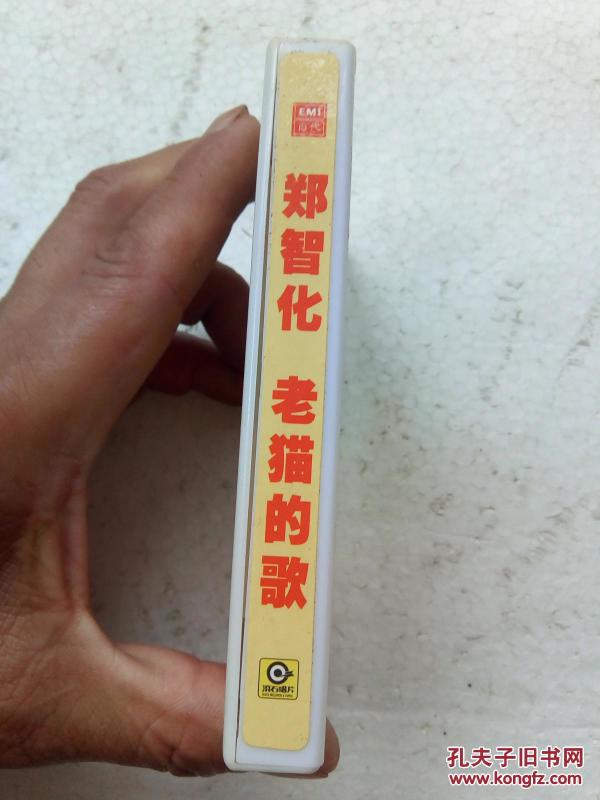 EMI
百代
郑智化 老猫的歌
滚石唱片
孔夫子旧书网
www.kongfz.com